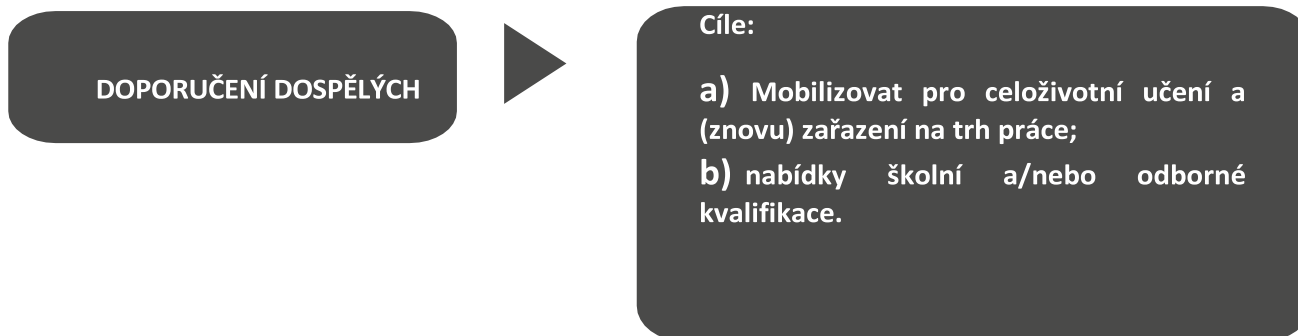 DOPORUČENÍ DOSPĚLÝCH
Cíle:
a) Mobilizovat pro celoživotní učení a
(znovu) zařazení na trh práce;
b) nabídky školní a/nebo odborné
kvalifikace.